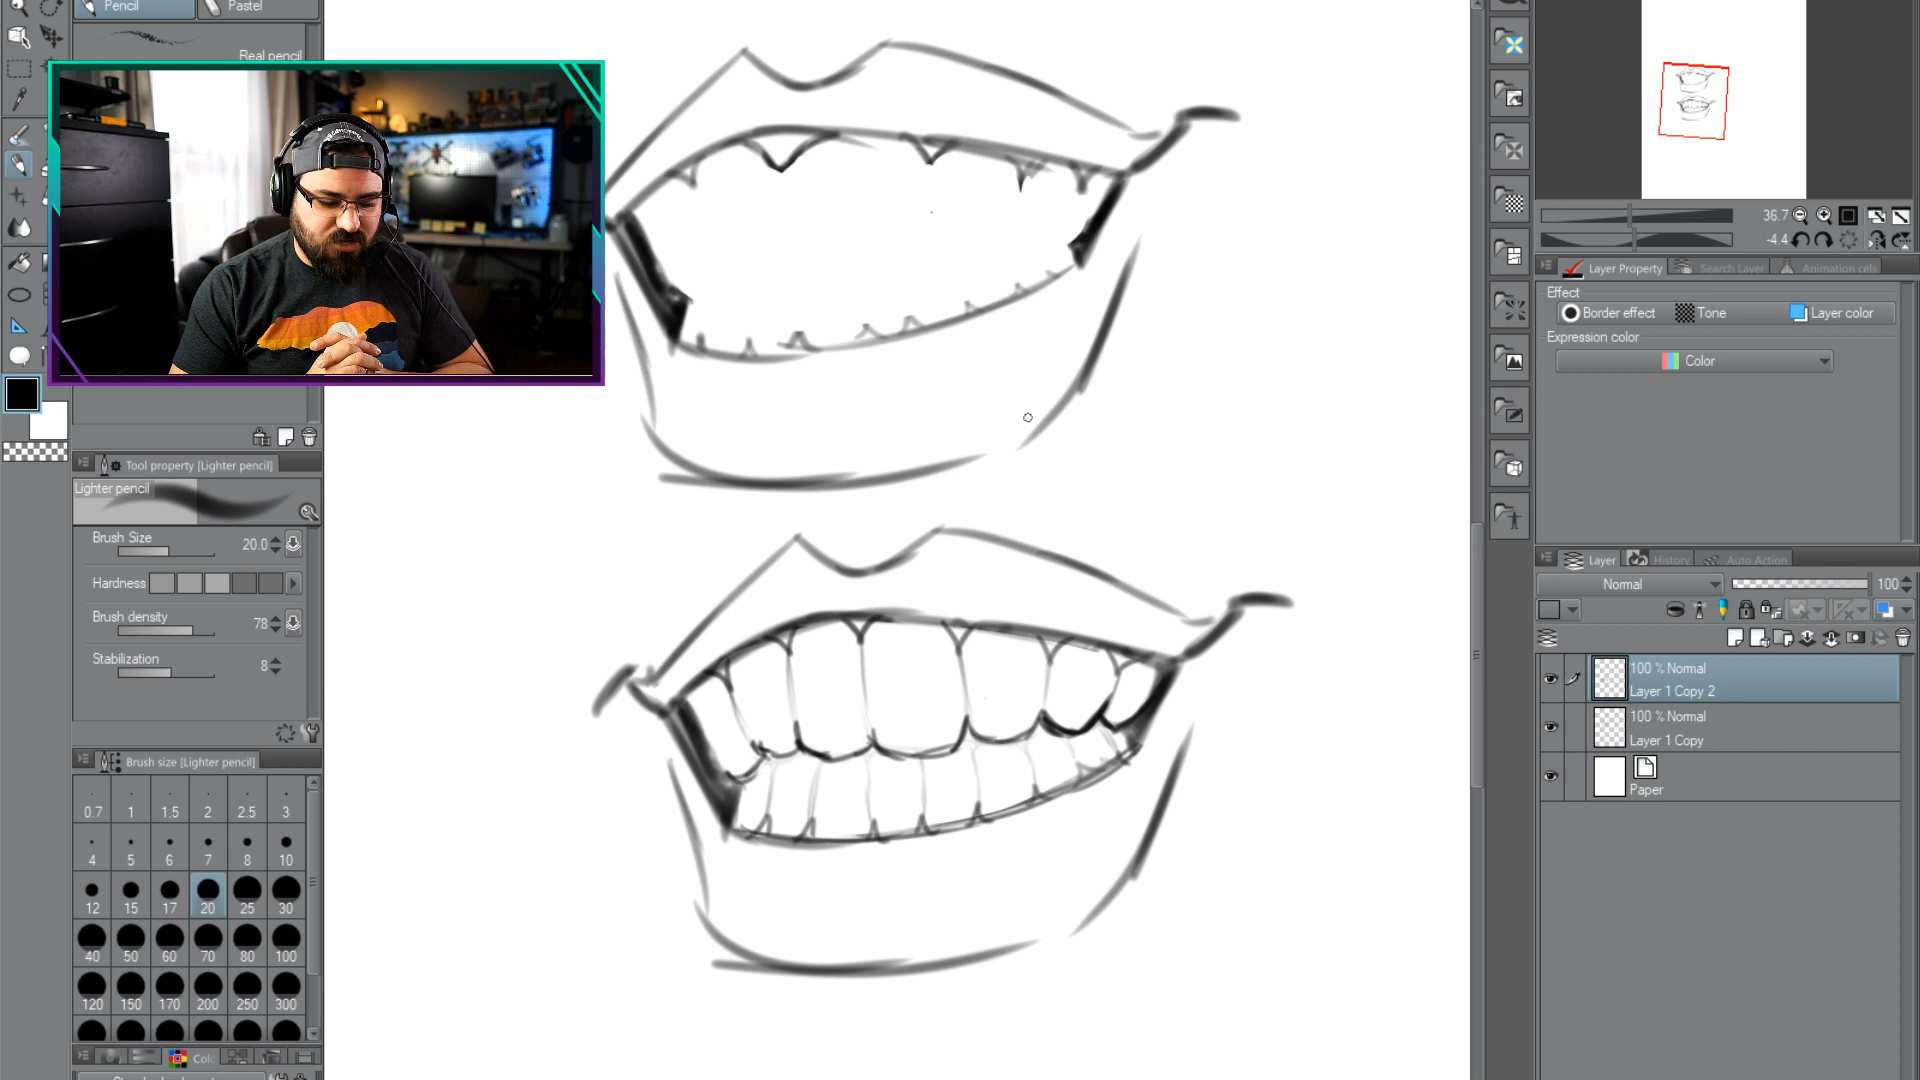 Pencil
Pastel
Real pencil
Tool property [Lighter pencil]
Lighter pencil
Brush Size
20.0
Hardness
Brush density
78
Stabilization
8
Brush size [Lighter pencil]
0.7 1 1.5 2 2.5 3
4 5 6 7 8 10
12 15 17 20 25 30
40 50 60 70 80 100
120 150 170 200 250 300
36.7
-4.4
Layer Property
Search Layer
Animation cels
Effect
Border effect
Tone
Layer color
Expression color
Color
Layer
History
Auto Action
Normal
100
100 % Normal
Layer 1 Copy 2
100 % Normal
Layer 1 Copy
Paper